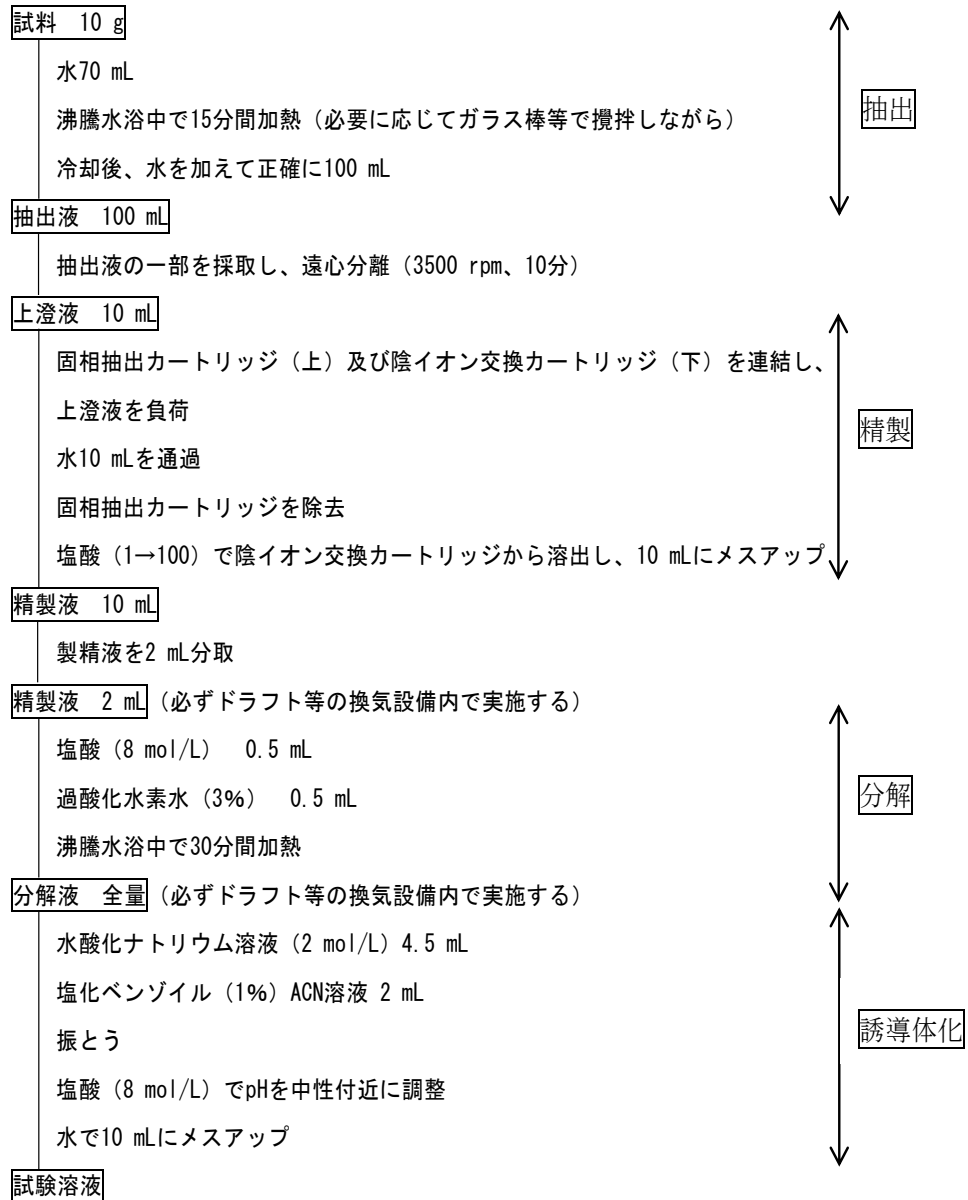 試料　10 g
水70 mL
沸騰水浴中で15分間加熱（必要に応じてガラス棒等で攪拌しながら）
冷却後、水を加えて正確に100 mL
抽出
抽出液　100 mL
抽出液の一部を採取し、遠心分離（3500 rpm、10分）
上澄液　10 mL
固相抽出カートリッジ（上）及び陰イオン交換カートリッジ（下）を連結し、
上澄液を負荷
水10 mLを通過
固相抽出カートリッジを除去
塩酸（1→100）で陰イオン交換カートリッジから溶出し、10 mLにメスアップ
精製
精製液　10 mL
製精液を2 mL分取
精製液　2 mL（必ずドラフト等の換気設備内で実施する）
塩酸（8 mol/L）　0.5 mL
過酸化水素水（3%）　0.5 mL
沸騰水浴中で30分間加熱
分解
分解液　全量（必ずドラフト等の換気設備内で実施する）
水酸化ナトリウム溶液（2 mol/L）4.5 mL
塩化ベンゾイル（1%）ACN溶液 2 mL
振とう
塩酸（8 mol/L）でpHを中性付近に調整
水で10 mLにメスアップ
誘導体化
試験溶液